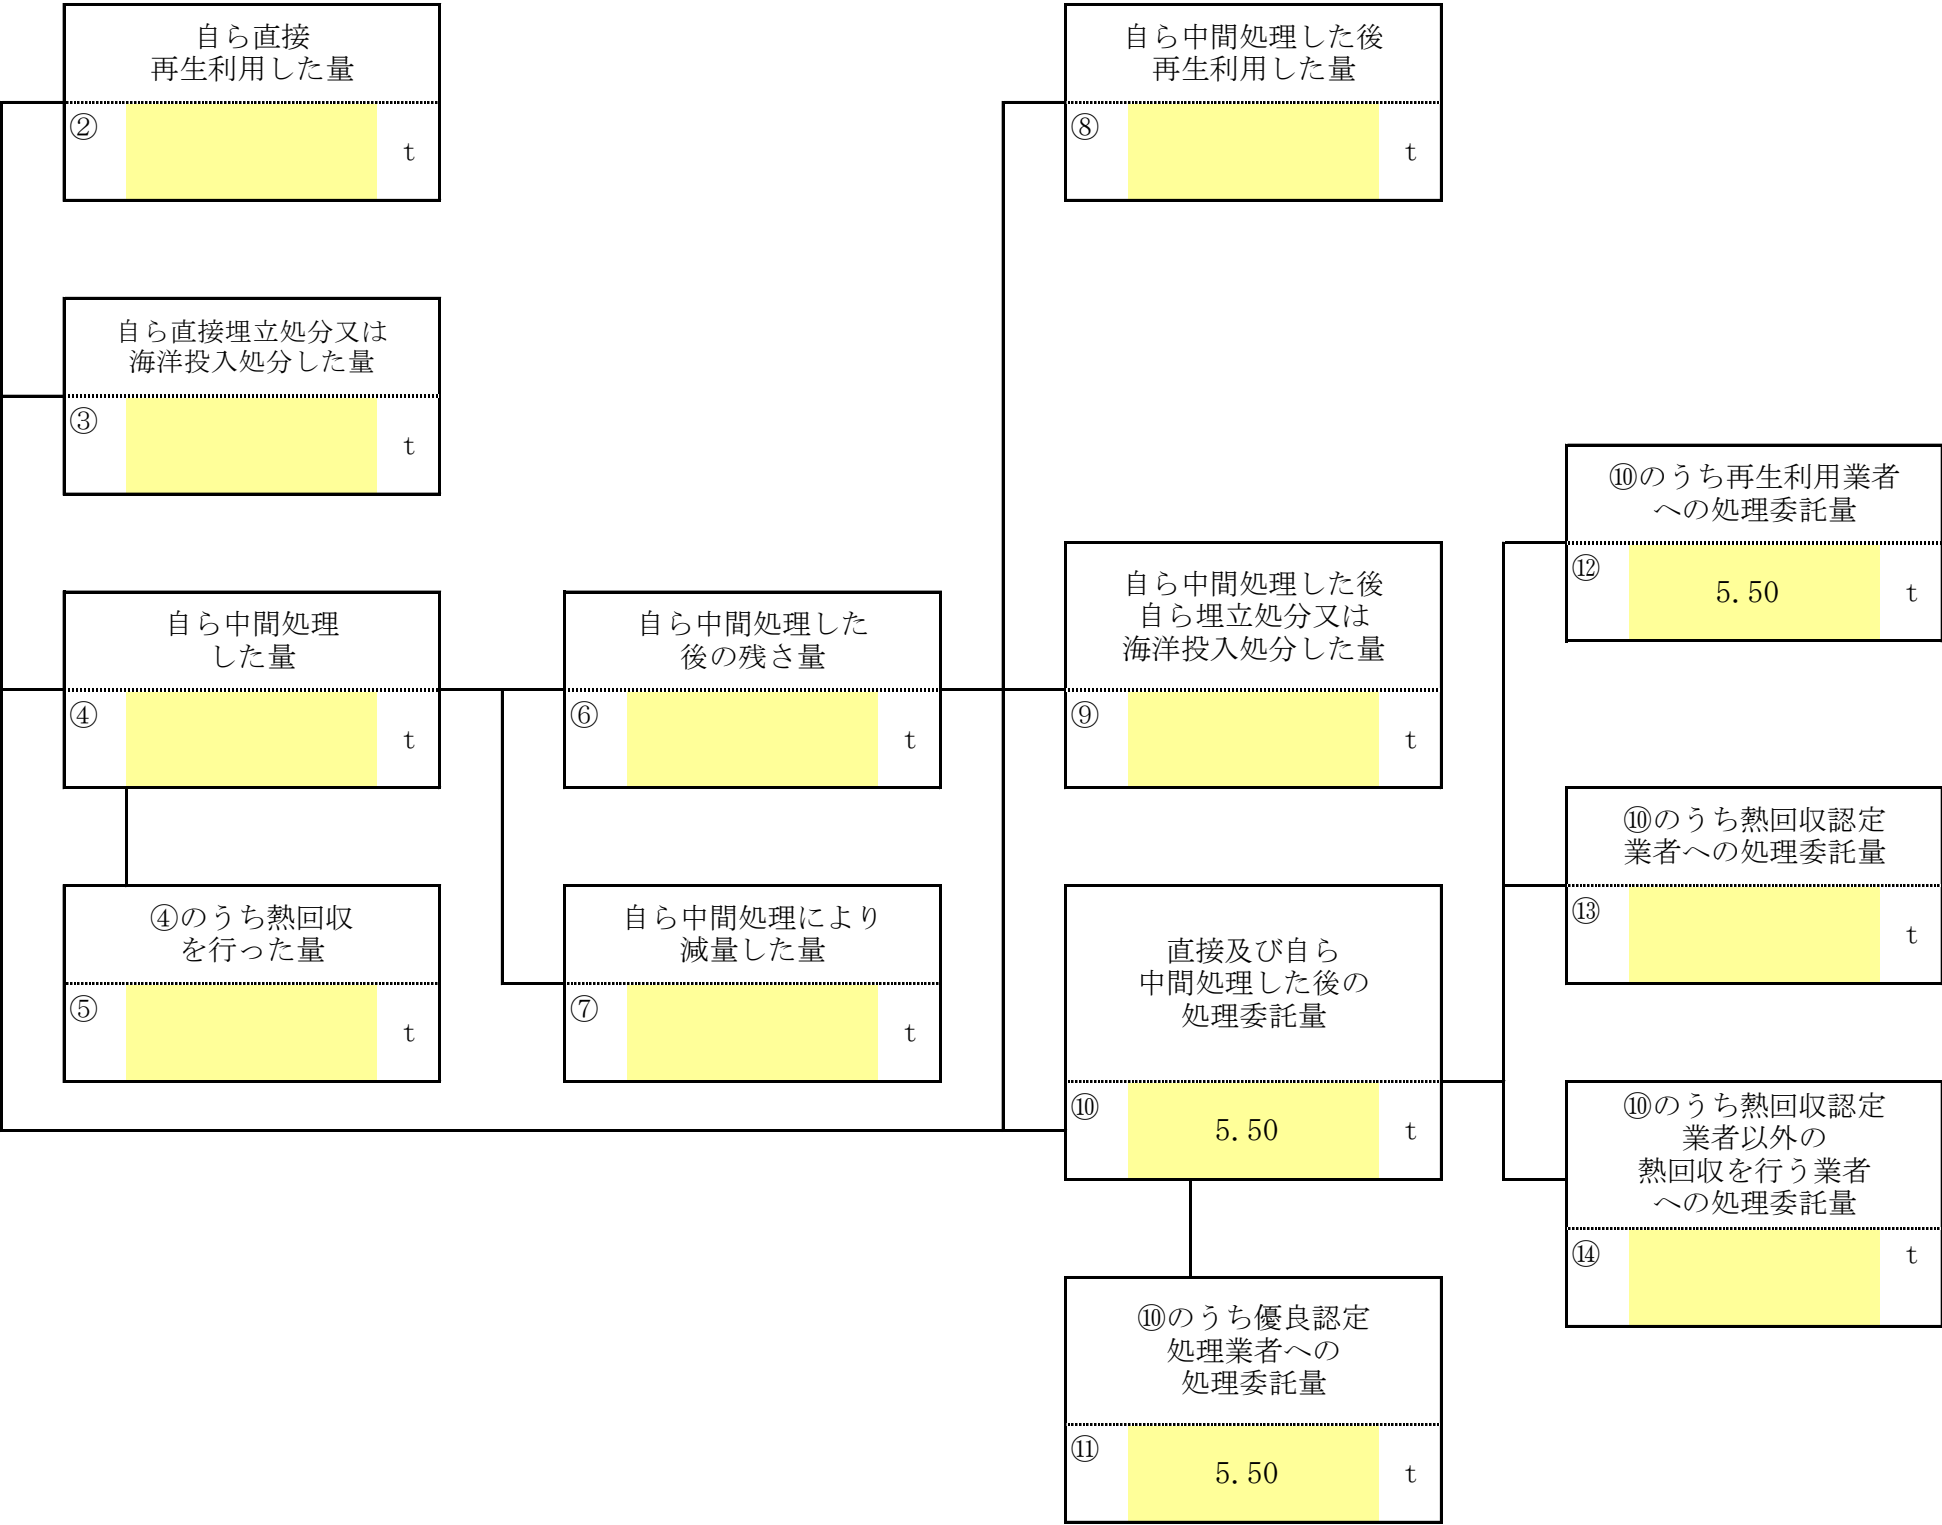 自ら直接
再生利用した量
②
t
自ら中間処理した後
再生利用した量
⑧
t
自ら直接埋立処分又は
海洋投入処分した量
③
t
⑩のうち再生利用業者
への処理委託量
⑫
5.50
t
自ら中間処理
した量
④
t
自ら中間処理した
後の残さ量
⑥
t
自ら中間処理した後
自ら埋立処分又は
海洋投入処分した量
⑨
t
⑩のうち熱回収認定
業者への処理委託量
⑬
t
④のうち熱回収
を行った量
⑤
t
自ら中間処理により
減量した量
⑦
t
直接及び自ら
中間処理した後の
処理委託量
⑩
5.50
t
⑩のうち熱回収認定
業者以外の
熱回収を行う業者
への処理委託量
⑭
t
⑩のうち優良認定
処理業者への
処理委託量
⑪
5.50
t